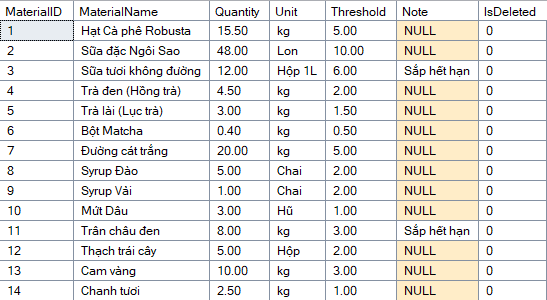 MaterialID MaterialName Quantity Unit Threshold Note IsDeleted
1 Hạt Cà phê Robusta 15.50 kg 5.00 NULL 0
2 Sữa đặc Ngôi Sao 48.00 Lon 10.00 NULL 0
3 Sữa tươi không đường 12.00 Hộp 1L 6.00 Sắp hết hạn 0
4 Trà đen (Hồng trà) 4.50 kg 2.00 NULL 0
5 Trà lài (Lục trà) 3.00 kg 1.50 NULL 0
6 Bột Matcha 0.40 kg 0.50 NULL 0
7 Đường cát trắng 20.00 kg 5.00 NULL 0
8 Syrup Đào 5.00 Chai 2.00 NULL 0
9 Syrup Vải 1.00 Chai 2.00 NULL 0
10 Mứt Dâu 3.00 Hũ 1.00 NULL 0
11 Trân châu đen 8.00 kg 3.00 Sắp hết hạn 0
12 Thạch trái cây 5.00 Hộp 2.00 NULL 0
13 Cam vàng 10.00 kg 3.00 NULL 0
14 Chanh tươi 2.50 kg 1.00 NULL 0